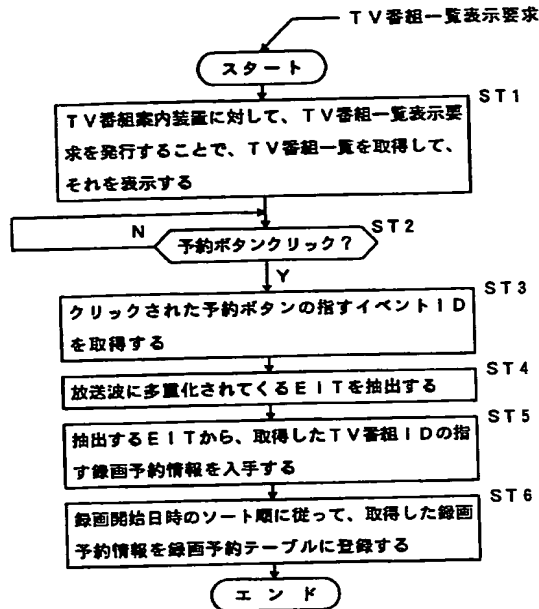 TV番組一覧表示要求
スタート
ST1
TV番組案内装置に対して、TV番組一覧表示要
求を発行することで、TV番組一覧を取得して、
それを表示する
ST2
N
予約ボタンクリック?
Y
ST3
クリックされた予約ボタンの指すイベントID
を取得する
ST4
放送波に多重化されてくるEITを抽出する
ST5
抽出するEITから、取得したTV番組IDの指
す録画予約情報を入手する
ST6
録画開始日時のソート順に従って、取得した録画
予約情報を録画予約テーブルに登録する
エンド